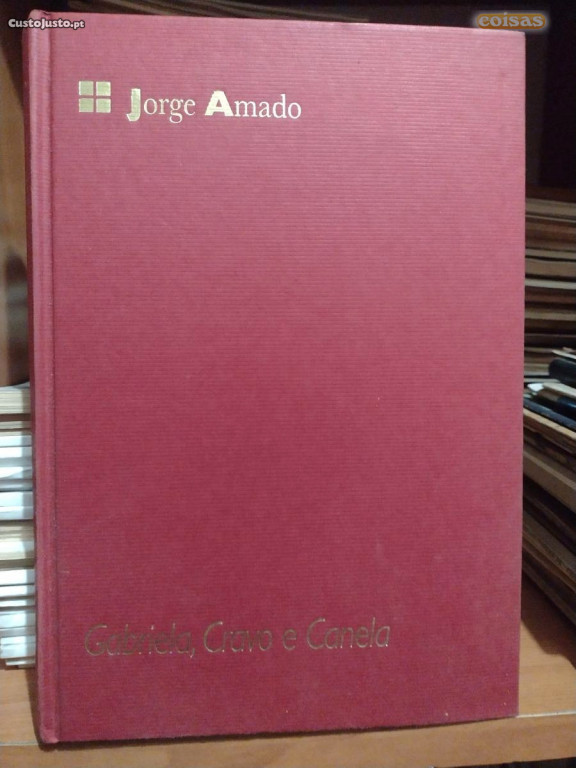 CustoJusto.pt
coisas
Jorge Amado
Gabriela, Cravo e Canela